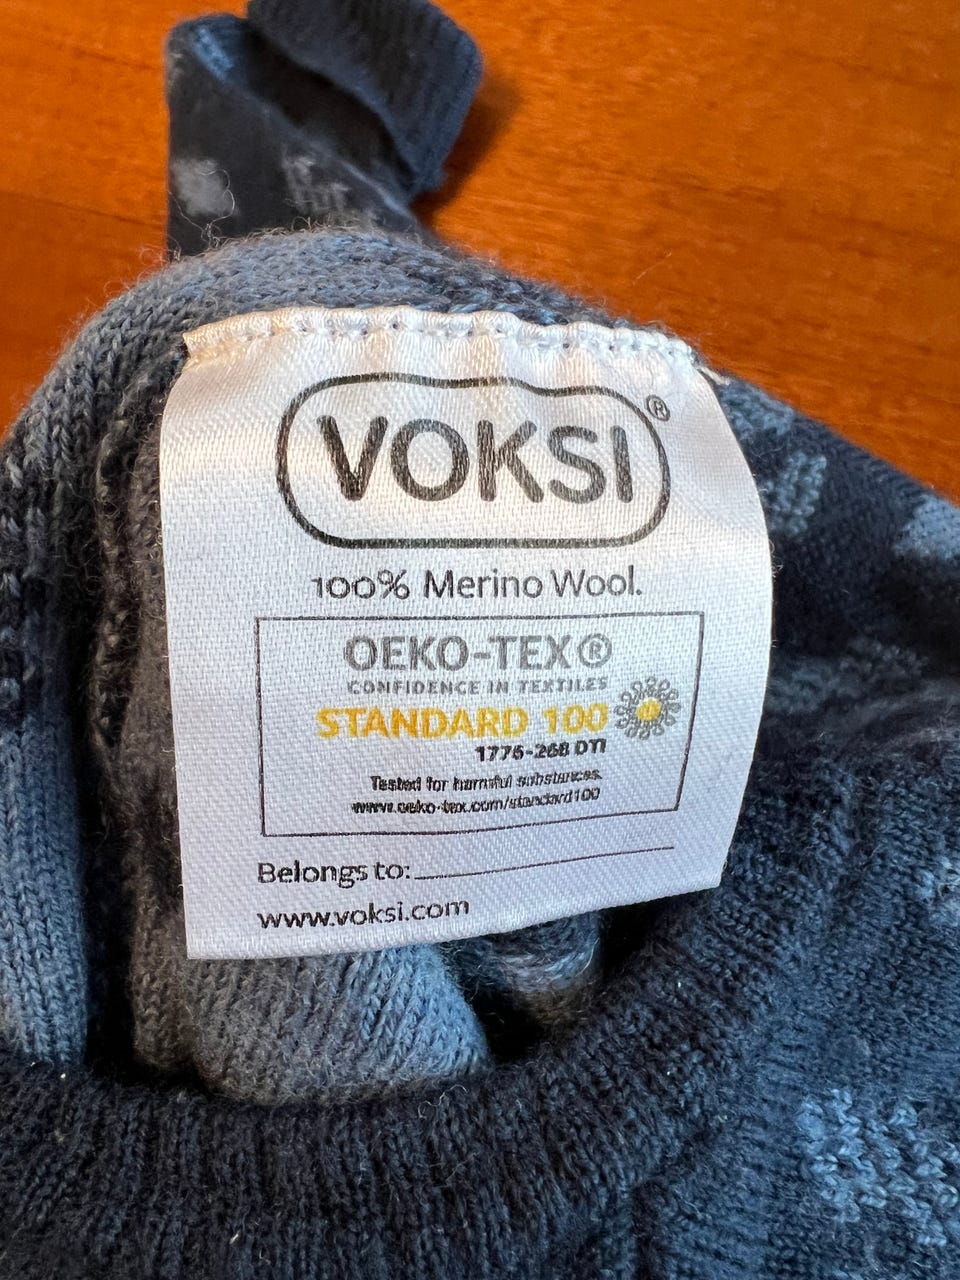 VOKSI®
100% Merino Wool.
OEKO-TEX®
CONFIDENCE IN TEXTILES
STANDARD 100
1776-268 DTI
Tested for harmful substances.
www.oeko-tex.com/standard100
Belongs to:
www.voksi.com